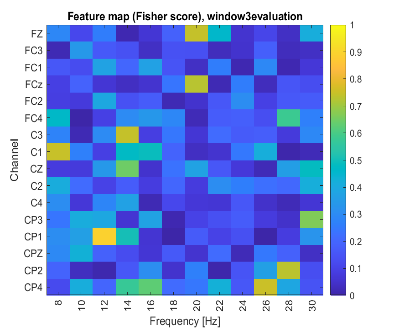 Feature map (Fisher score), window3evaluation
Channel
FZ
FC3
FC1
FCz
FC2
FC4
C3
C1
CZ
C2
C4
CP3
CP1
CPZ
CP2
CP4
8 10 12 14 16 18 20 22 24 26 28 30
Frequency [Hz]
1
0.9
0.8
0.7
0.6
0.5
0.4
0.3
0.2
0.1
0